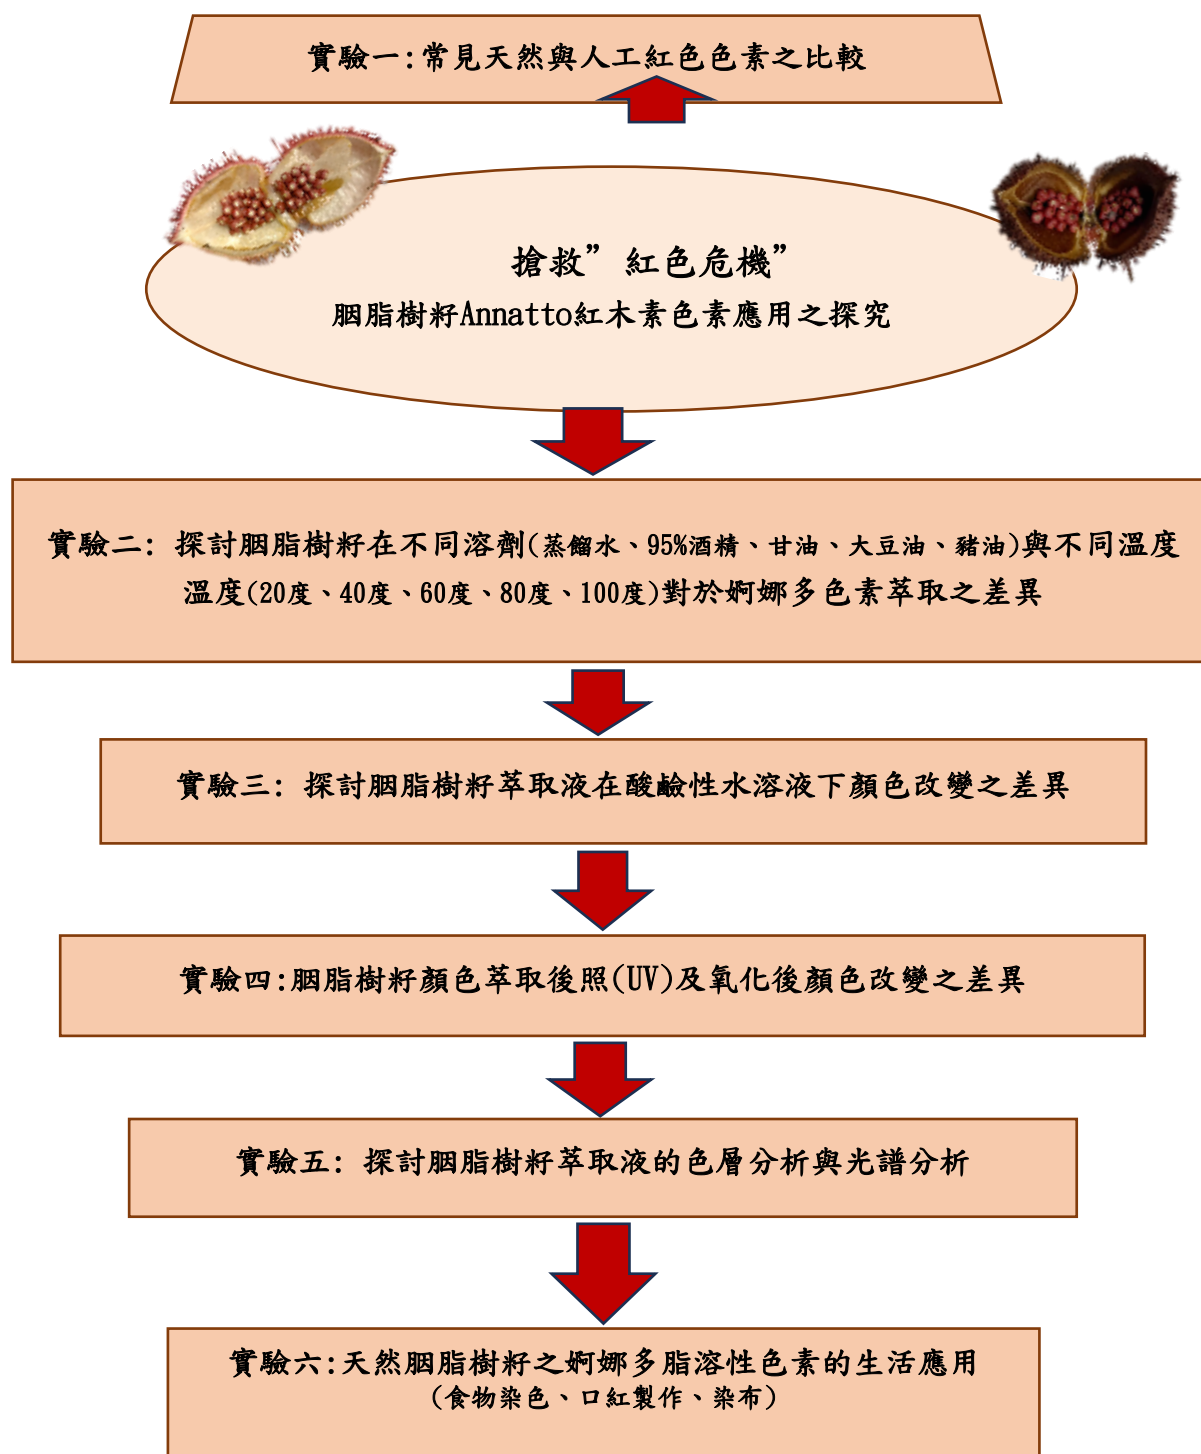 實驗一:常見天然與人工紅色色素之比較
搶救”紅色危機”
胭脂樹籽Annatto紅木素色素應用之探究
實驗二: 探討胭脂樹籽在不同溶劑(蒸餾水、95%酒精、甘油、大豆油、豬油)與不同溫度
溫度(20度、40度、60度、80度、100度)對於婀娜多色素萃取之差異
實驗三: 探討胭脂樹籽萃取液在酸鹼性水溶液下顏色改變之差異
實驗四:胭脂樹籽顏色萃取後照(UV)及氧化後顏色改變之差異
實驗五: 探討胭脂樹籽萃取液的色層分析與光譜分析
實驗六:天然胭脂樹籽之婀娜多脂溶性色素的生活應用
(食物染色、口紅製作、染布)